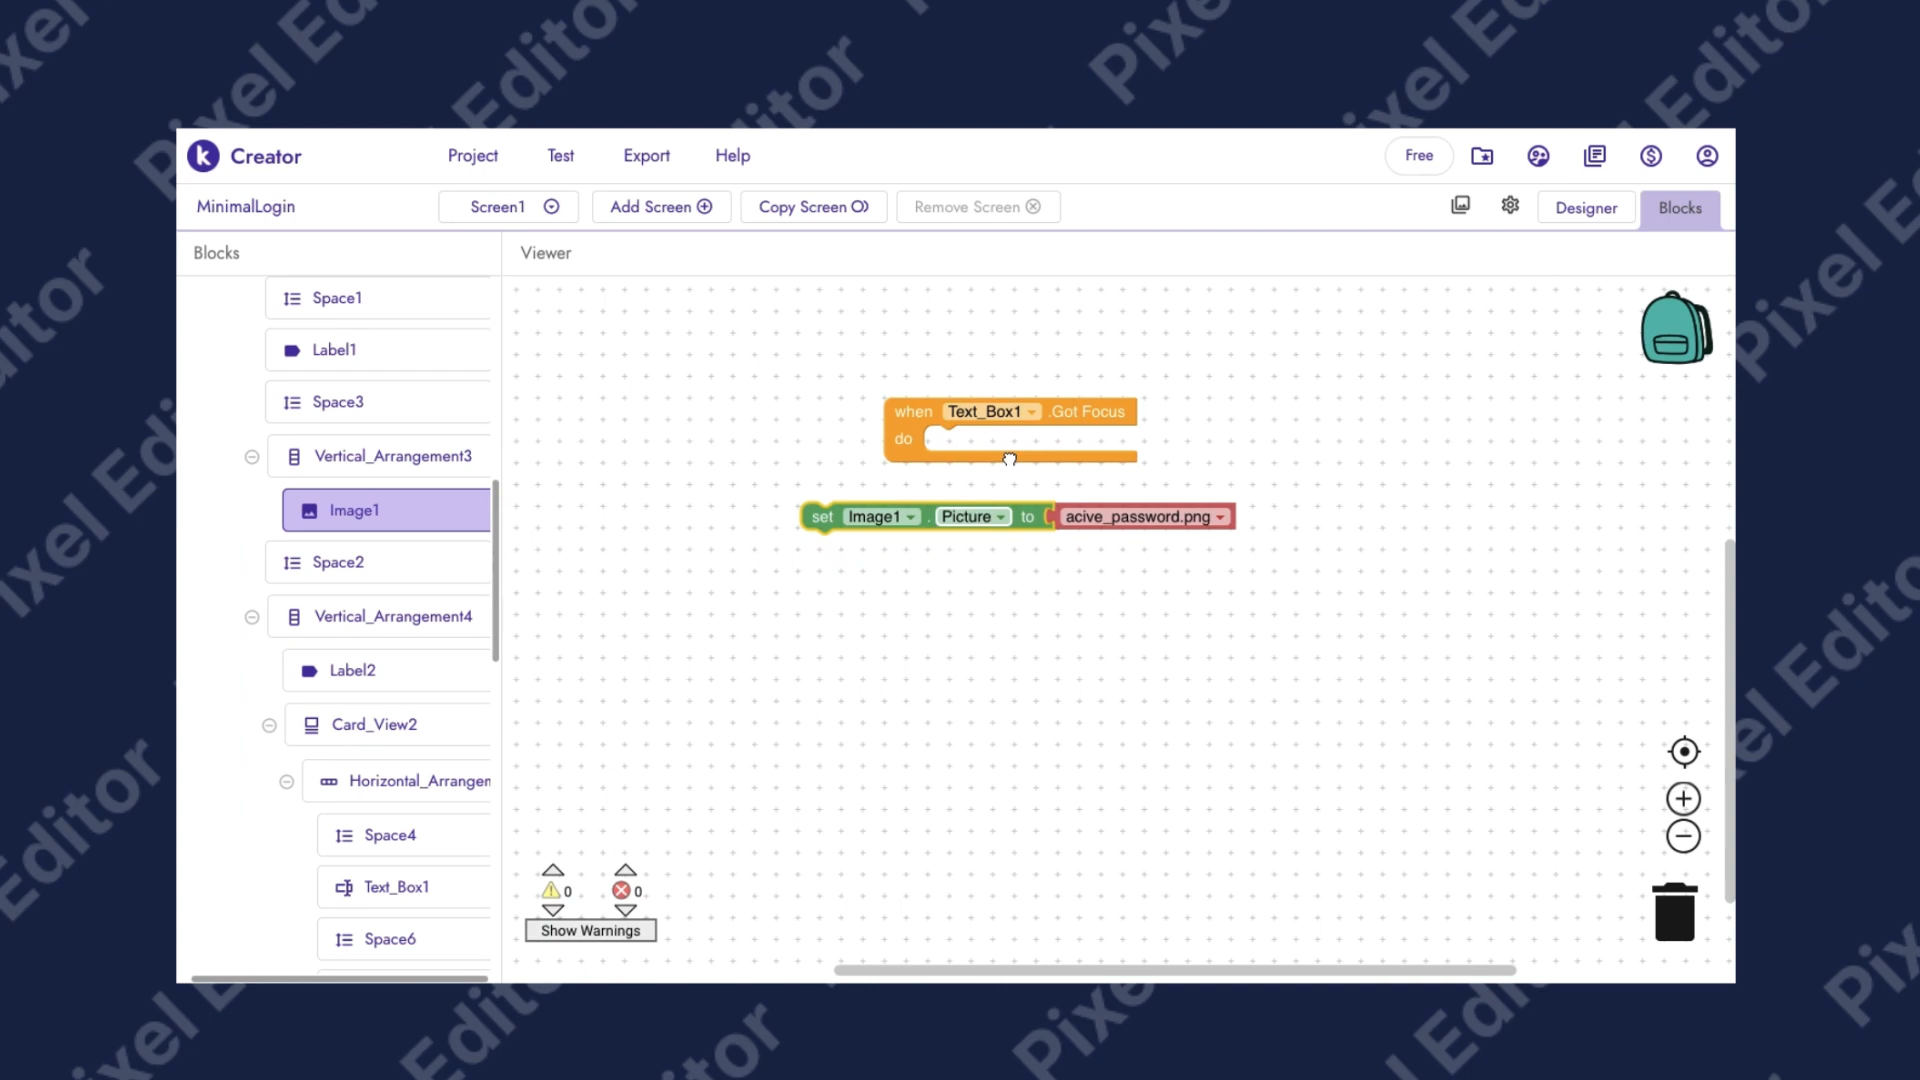 Pixel Editor
k Creator
Project Test Export Help
Free
MinimalLogin
Screen1
Add Screen
Copy Screen
Remove Screen
Designer
Blocks
Blocks
Viewer
Space1
Label1
Space3
Vertical_Arrangement3
Image1
Space2
Vertical_Arrangement4
Label2
Card_View2
Horizontal_Arrangen
Space4
Text_Box1
Space6
when Text_Box1 .Got Focus
do
set Image1 . Picture to acive_password.png
0 0
Show Warnings